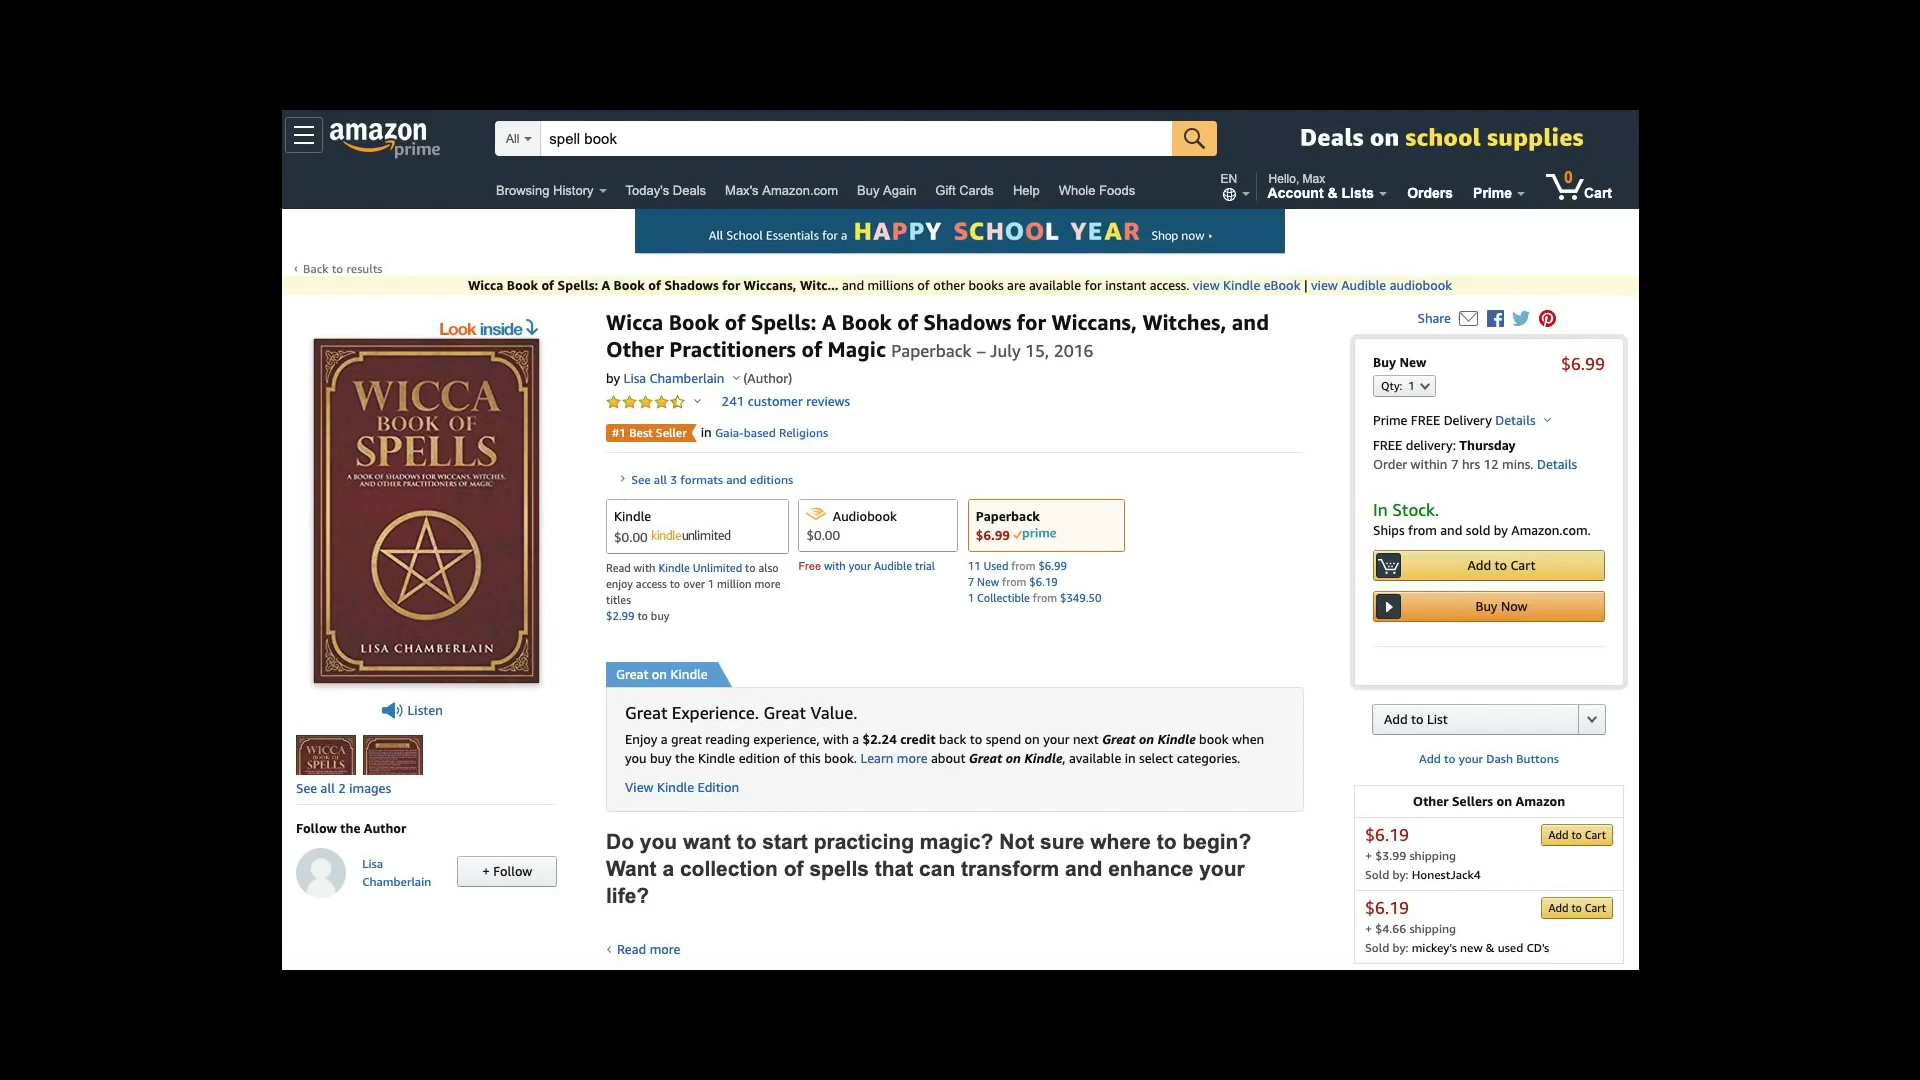 amazon
prime
All
spell book
Deals on school supplies
Browsing History
Today's Deals
Max's Amazon.com
Buy Again
Gift Cards
Help
Whole Foods
EN
Hello, Max
Account & Lists
Orders
Prime
0
Cart
All School Essentials for a HAPPY SCHOOL YEAR Shop now ▸
‹ Back to results
Wicca Book of Spells: A Book of Shadows for Wiccans, Witc... and millions of other books are available for instant access. view Kindle eBook | view Audible audiobook
Look inside
WICCA
BOOK OF
SPELLS
A BOOK OF SHADOWS FOR WICCANS, WITCHES,
AND OTHER PRACTITIONERS OF MAGIC
LISA CHAMBERLAIN
Listen
WICCA
BOOK OF
SPELLS
See all 2 images
Follow the Author
Lisa
Chamberlain
+ Follow
Wicca Book of Spells: A Book of Shadows for Wiccans, Witches, and
Other Practitioners of Magic Paperback – July 15, 2016
by Lisa Chamberlain (Author)
241 customer reviews
#1 Best Seller in Gaia-based Religions
See all 3 formats and editions
Kindle
$0.00 kindleunlimited
Read with Kindle Unlimited to also
enjoy access to over 1 million more
titles
$2.99 to buy
Audiobook
$0.00
Free with your Audible trial
Paperback
$6.99 prime
11 Used from $6.99
7 New from $6.19
1 Collectible from $349.50
Great on Kindle
Great Experience. Great Value.
Enjoy a great reading experience, with a $2.24 credit back to spend on your next Great on Kindle book when
you buy the Kindle edition of this book. Learn more about Great on Kindle, available in select categories.
View Kindle Edition
Do you want to start practicing magic? Not sure where to begin?
Want a collection of spells that can transform and enhance your
life?
‹ Read more
Share
Buy New
$6.99
Qty: 1
Prime FREE Delivery Details
FREE delivery: Thursday
Order within 7 hrs 12 mins. Details
In Stock.
Ships from and sold by Amazon.com.
Add to Cart
Buy Now
Add to List
Add to your Dash Buttons
Other Sellers on Amazon
$6.19
Add to Cart
+ $3.99 shipping
Sold by: HonestJack4
$6.19
Add to Cart
+ $4.66 shipping
Sold by: mickey's new & used CD's